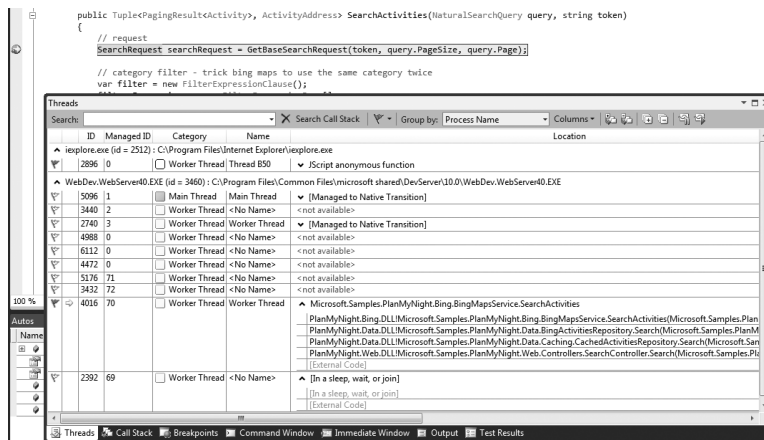 public Tuple<PagingResult<Activity>, ActivityAddress> SearchActivities(NaturalSearchQuery query, string token)
{
// request
SearchRequest searchRequest = GetBaseSearchRequest(token, query.PageSize, query.Page);
// category filter - trick bing maps to use the same category twice
var filter = new FilterExpressionClause();
Threads
Search: Search Call Stack Group by: Process Name Columns
ID Managed ID Category Name Location
iexplore.exe (id = 2512) : C:\Program Files\Internet Explorer\iexplore.exe
2896 0 Worker Thread Thread B50 JScript anonymous function
WebDev.WebServer40.EXE (id = 3460) : C:\Program Files\Common Files\microsoft shared\DevServer\10.0\WebDev.WebServer40.EXE
5096 1 Main Thread Main Thread [Managed to Native Transition]
3440 2 Worker Thread <No Name> <not available>
2740 3 Worker Thread Worker Thread [Managed to Native Transition]
4988 0 Worker Thread <No Name> <not available>
6112 0 Worker Thread <No Name> <not available>
4472 0 Worker Thread <No Name> <not available>
5176 71 Worker Thread <No Name> <not available>
3432 72 Worker Thread <No Name> <not available>
4016 70 Worker Thread Worker Thread Microsoft.Samples.PlanMyNight.Bing.BingMapsService.SearchActivities
PlanMyNight.Bing.DLL!Microsoft.Samples.PlanMyNight.Bing.BingMapsService.SearchActivities(Microsoft.Samples.Plan
PlanMyNight.Data.DLL!Microsoft.Samples.PlanMyNight.Data.BingActivitiesRepository.Search(Microsoft.Samples.PlanM
PlanMyNight.Data.DLL!Microsoft.Samples.PlanMyNight.Data.Caching.CachedActivitiesRepository.Search(Microsoft.San
PlanMyNight.Web.DLL!Microsoft.Samples.PlanMyNight.Web.Controllers.SearchController.Search(Microsoft.Samples.Pla
[External Code]
2392 69 Worker Thread <No Name> [In a sleep, wait, or join]
[In a sleep, wait, or join]
[External Code]
100 %
Autos
Name
Threads Call Stack Breakpoints Command Window Immediate Window Output Test Results